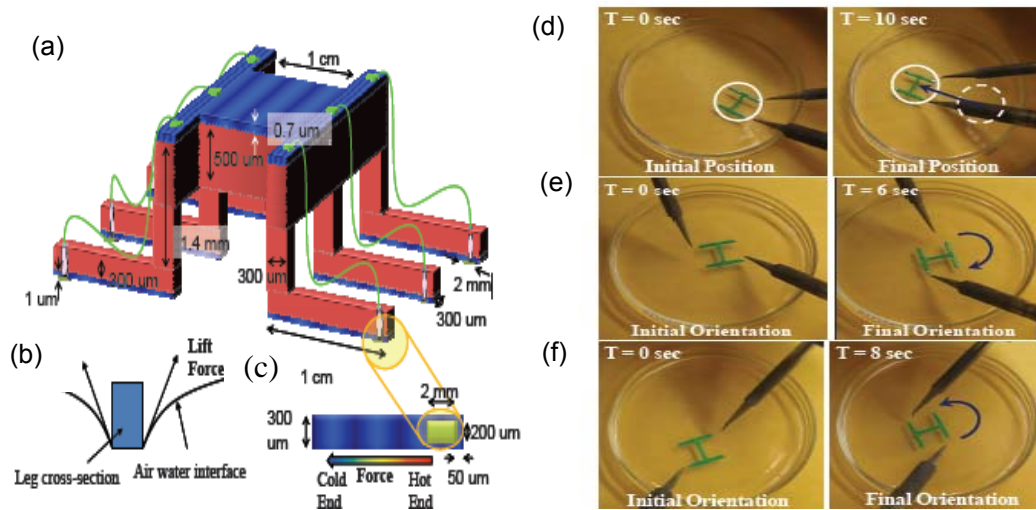 (a)
1 cm
0.7 um
500 um
1.4 mm
300 um
300 um
1 um
2 mm
300 um
1 cm
(b)
Lift
Force
Leg cross-section
Air water interface
(c)
2 mm
300
um
200 um
Force
Cold
End
Hot
End
50 um
(d)
T = 0 sec
T = 10 sec
Initial Position
Final Position
(e)
T = 0 sec
T = 6 sec
Initial Orientation
Final Orientation
(f)
T = 0 sec
T = 8 sec
Initial Orientation
Final Orientation